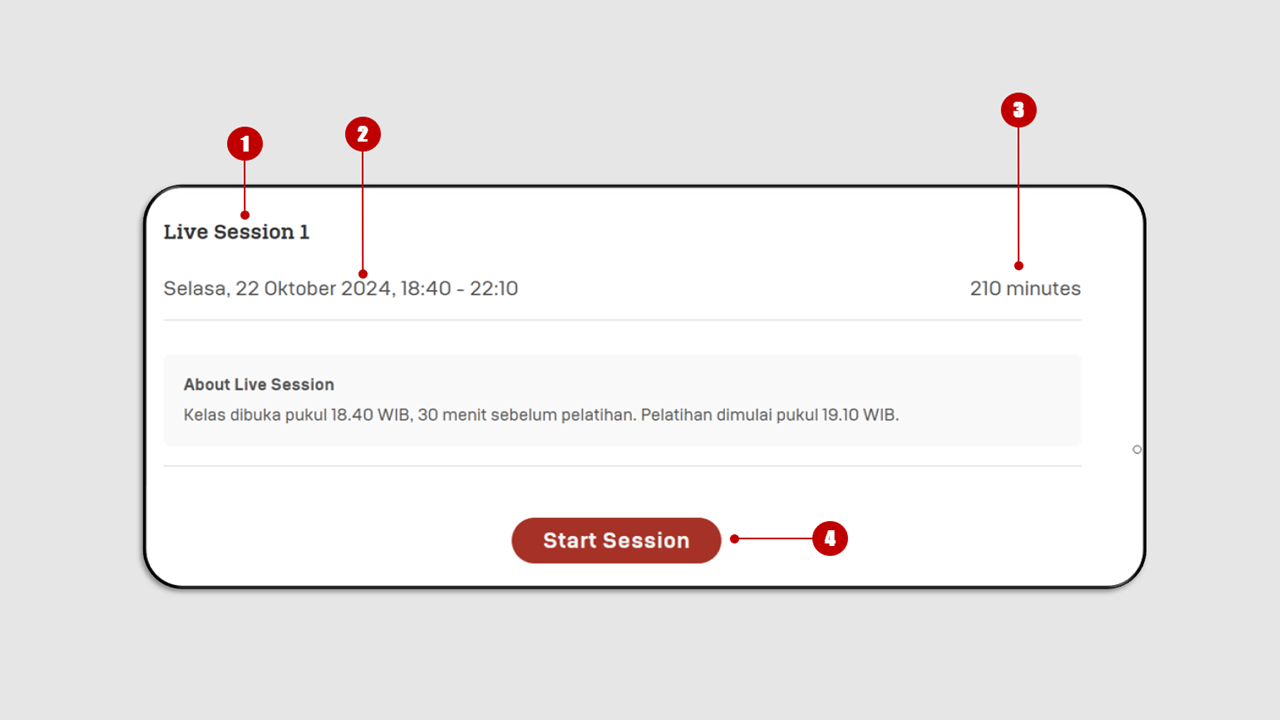 1
2
3
Live Session 1
Selasa, 22 Oktober 2024, 18:40 - 22:10
210 minutes
About Live Session
Kelas dibuka pukul 18.40 WIB, 30 menit sebelum pelatihan. Pelatihan dimulai pukul 19.10 WIB.
Start Session
4